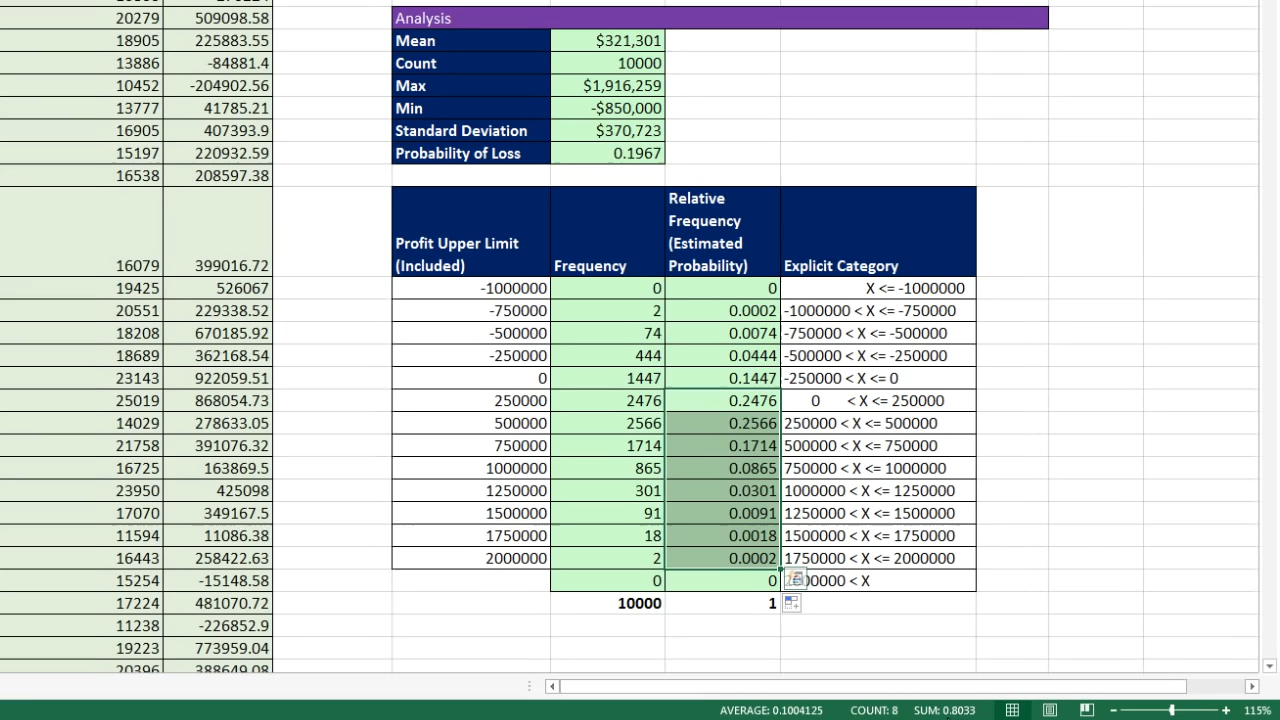 20279 509098.58 Analysis
18905 225883.55 Mean $321,301
13886 -84881.4 Count 10000
10452 -204902.56 Max $1,916,259
13777 41785.21 Min -$850,000
16905 407393.9 Standard Deviation $370,723
15197 220932.59 Probability of Loss 0.1967
16538 208597.38
Relative
Frequency
Profit Upper Limit (Estimated
16079 399016.72 (Included) Frequency Probability) Explicit Category
19425 526067 -1000000 0 0 X <= -1000000
20551 229338.52 -750000 2 0.0002 -1000000 < X <= -750000
18208 670185.92 -500000 74 0.0074 -750000 < X <= -500000
18689 362168.54 -250000 444 0.0444 -500000 < X <= -250000
23143 922059.51 0 1447 0.1447 -250000 < X <= 0
25019 868054.73 250000 2476 0.2476 0 < X <= 250000
14029 278633.05 500000 2566 0.2566 250000 < X <= 500000
21758 391076.32 750000 1714 0.1714 500000 < X <= 750000
16725 163869.5 1000000 865 0.0865 750000 < X <= 1000000
23950 425098 1250000 301 0.0301 1000000 < X <= 1250000
17070 349167.5 1500000 91 0.0091 1250000 < X <= 1500000
11594 11086.38 1750000 18 0.0018 1500000 < X <= 1750000
16443 258422.63 2000000 2 0.0002 1750000 < X <= 2000000
15254 -15148.58 0 0 < X
17224 481070.72 10000 1
11238 -226852.9
19223 773959.04
20396 388649.08
AVERAGE: 0.1004125 COUNT: 8 SUM: 0.8033 115%